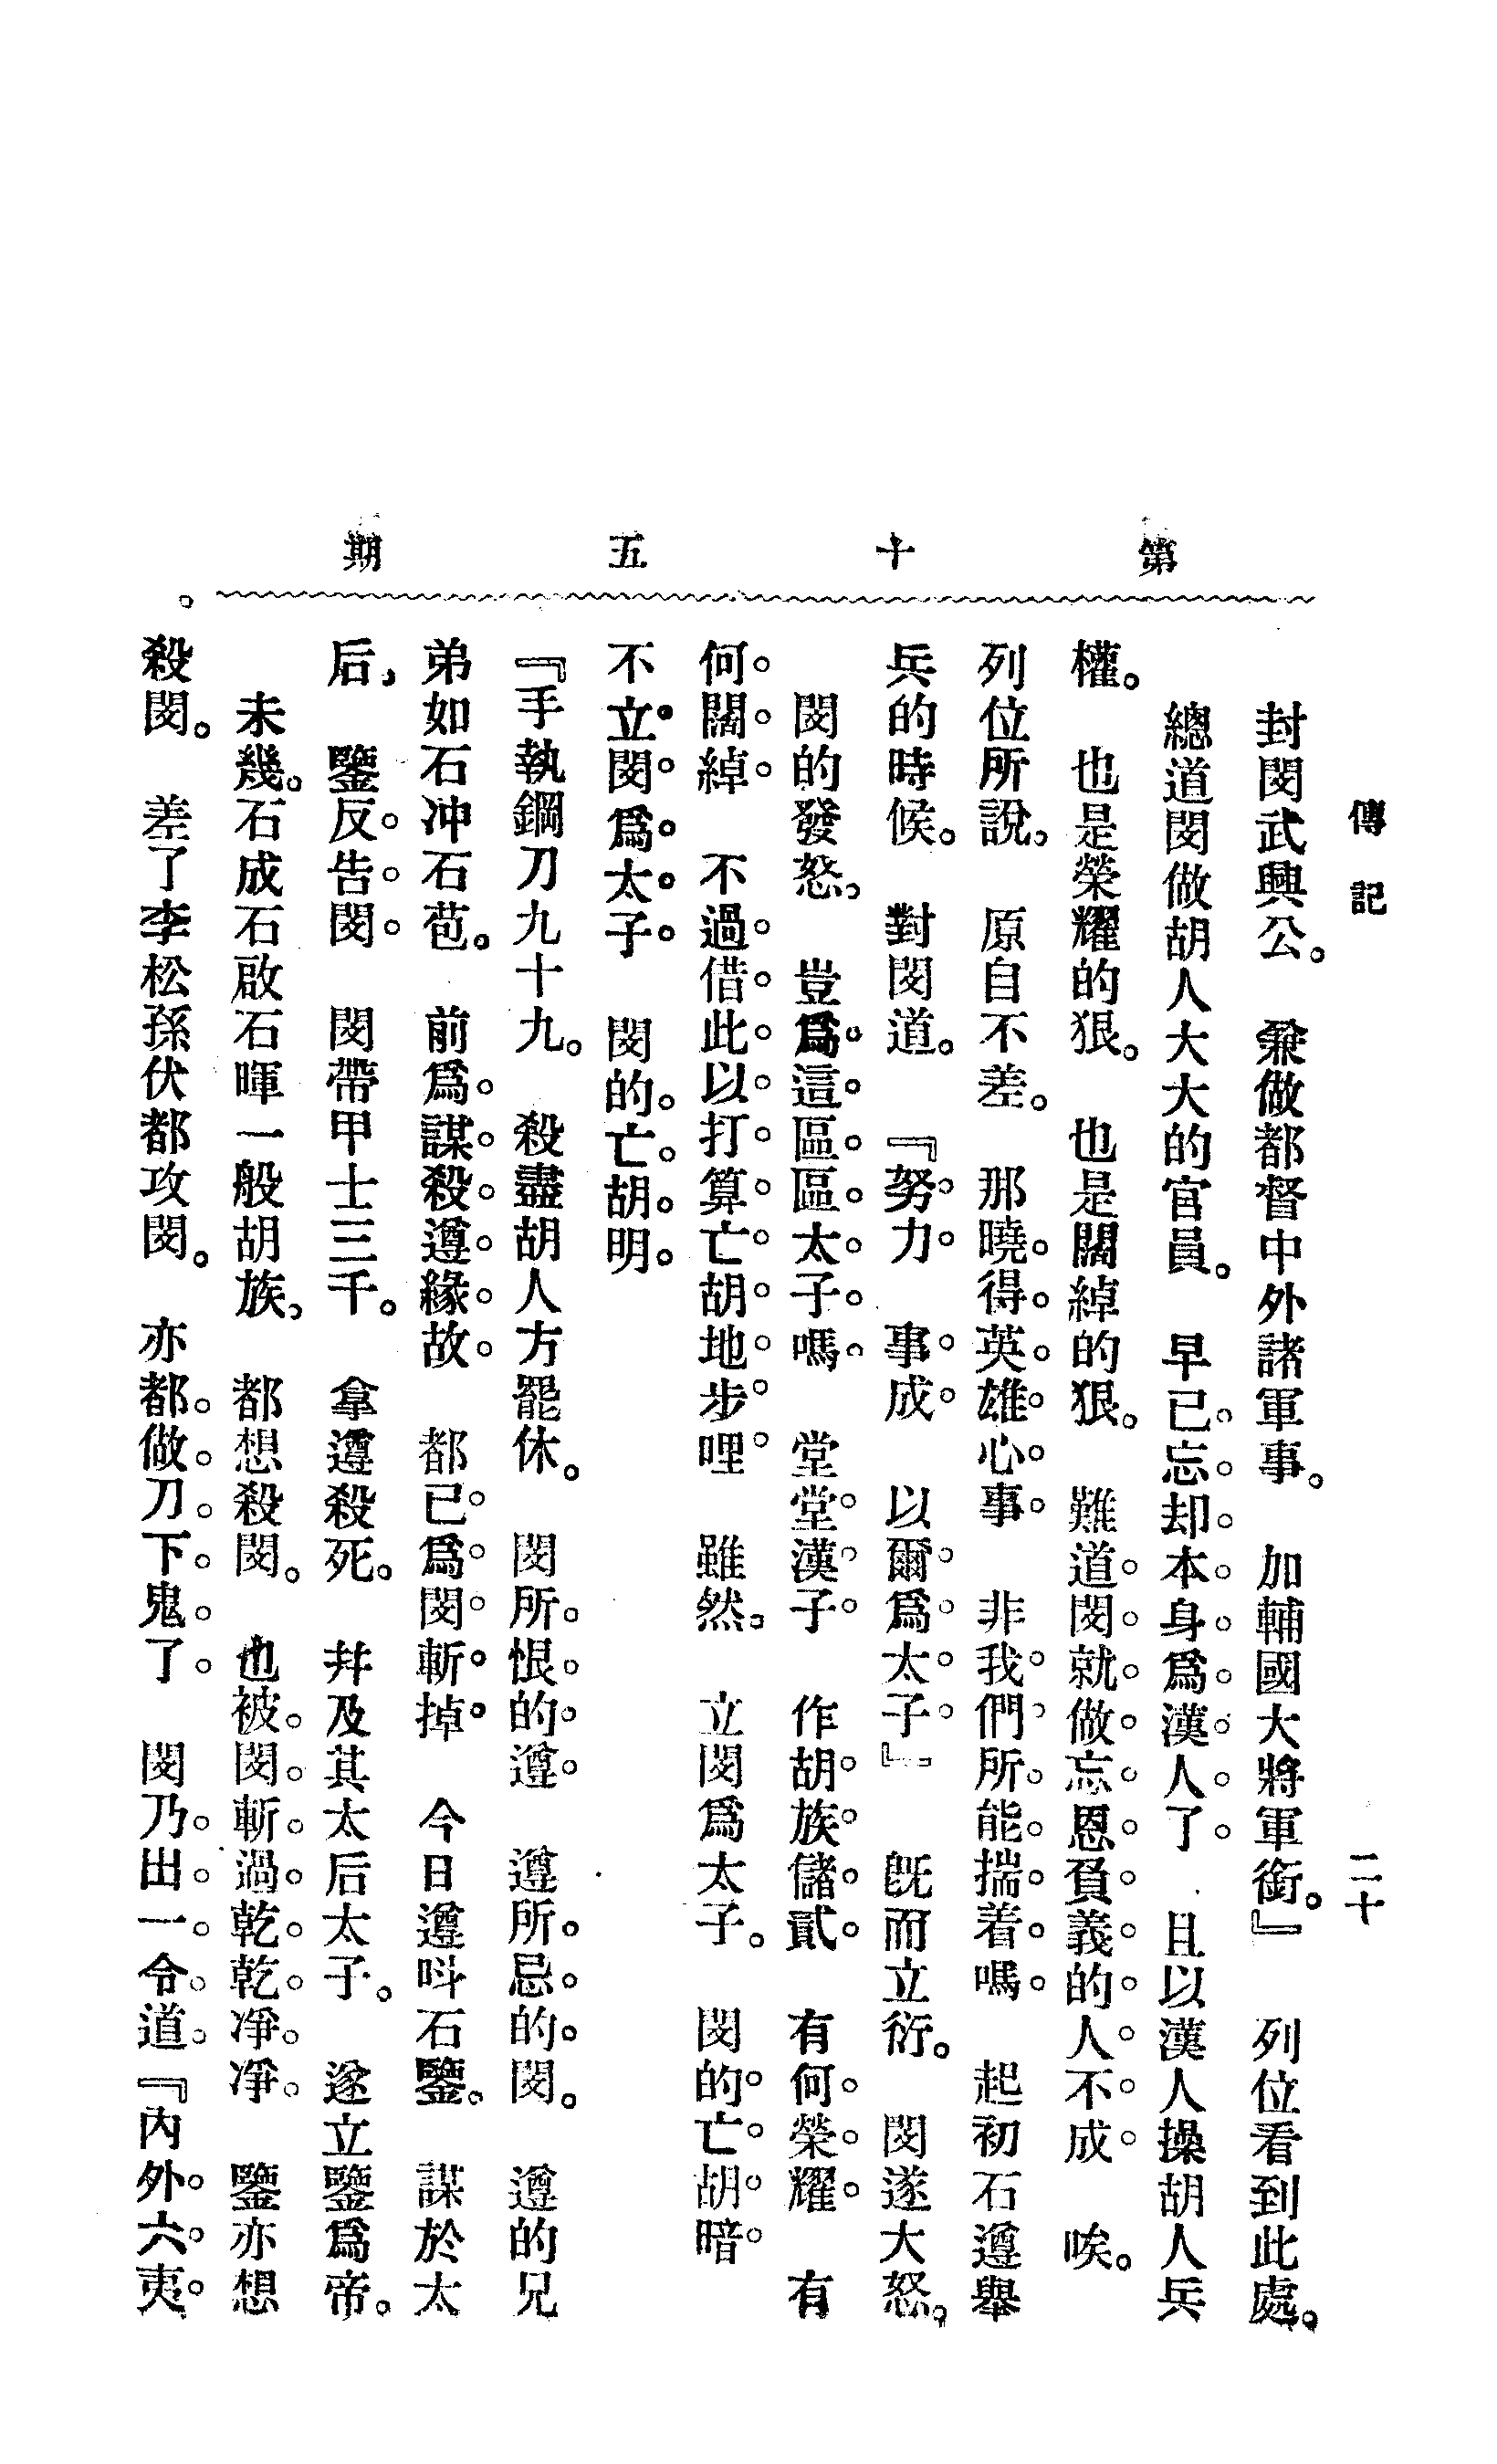 傳記
二十
第十五期
封閔武興公。　兼做都督中外諸軍事。　加輔國大將軍銜。』　列位看到此處。
總道閔做胡人大大的官員。　早已忘却本身爲漢人了　且以漢人操胡人兵
權。　也是榮耀的狠。　也是闊綽的狠。　難道閔就做忘恩負義的人不成　唉。
列位所說，　原自不差。　那曉得英雄心事　非我們所能揣着嗎　起初石遵舉
兵的時候。　對閔道。　『努力　事成　以爾爲太子』　旣而立衍。　閔遂大怒，
閔的發怒，　豈爲這區區太子嗎　堂堂漢子　作胡族儲貳　有何榮耀　有
何闊綽　不過借此以打算亡胡地步哩　雖然。　立閔爲太子。　閔的亡胡暗
不立閔爲太子　閔的亡胡明
『手執鋼刀九十九。　殺盡胡人方罷休。　閔所恨的遵　遵所忌的閔。　遵的兄
弟如石冲石苞。　前爲謀殺遵緣故　都已爲閔斬掉　今日遵呌石鑒。　謀於太
后，　鑒反告閔　閔帶甲士三千。　拿遵殺死。　幷及其太后太子。　遂立鑒爲帝。
未幾。石成石啟石暉一般胡族，　都想殺閔。　也被閔斬過乾乾凈凈　鑒亦想
殺閔。　差了李松孫伏都攻閔。　亦都做刀下鬼了　閔乃出一令道『內外六夷